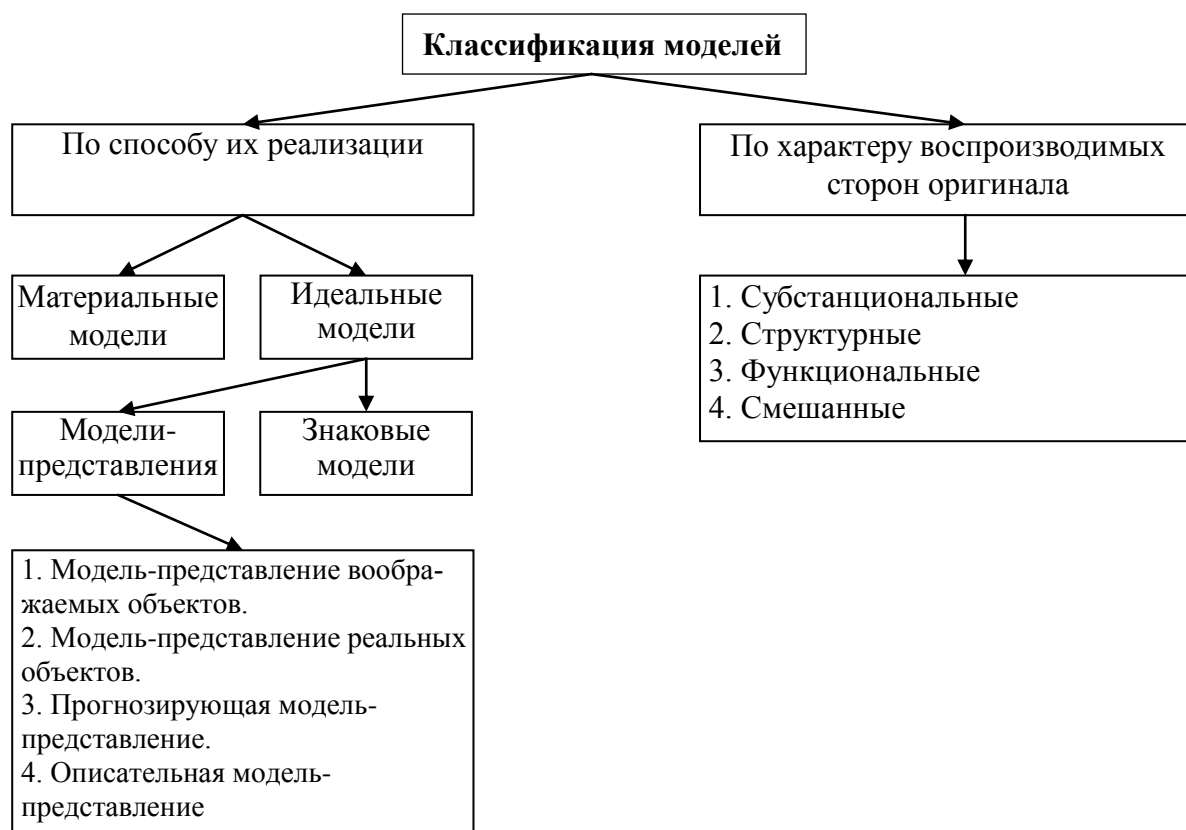 Классификация моделей
По способу их реализации
По характеру воспроизводимых
сторон оригинала
Материальные
модели
Идеальные
модели
1. Субстанциональные
2. Структурные
3. Функциональные
4. Смешанные
Модели-
представления
Знаковые
модели
1. Модель-представление вообра-
жаемых объектов.
2. Модель-представление реальных
объектов.
3. Прогнозирующая модель-
представление.
4. Описательная модель-
представление